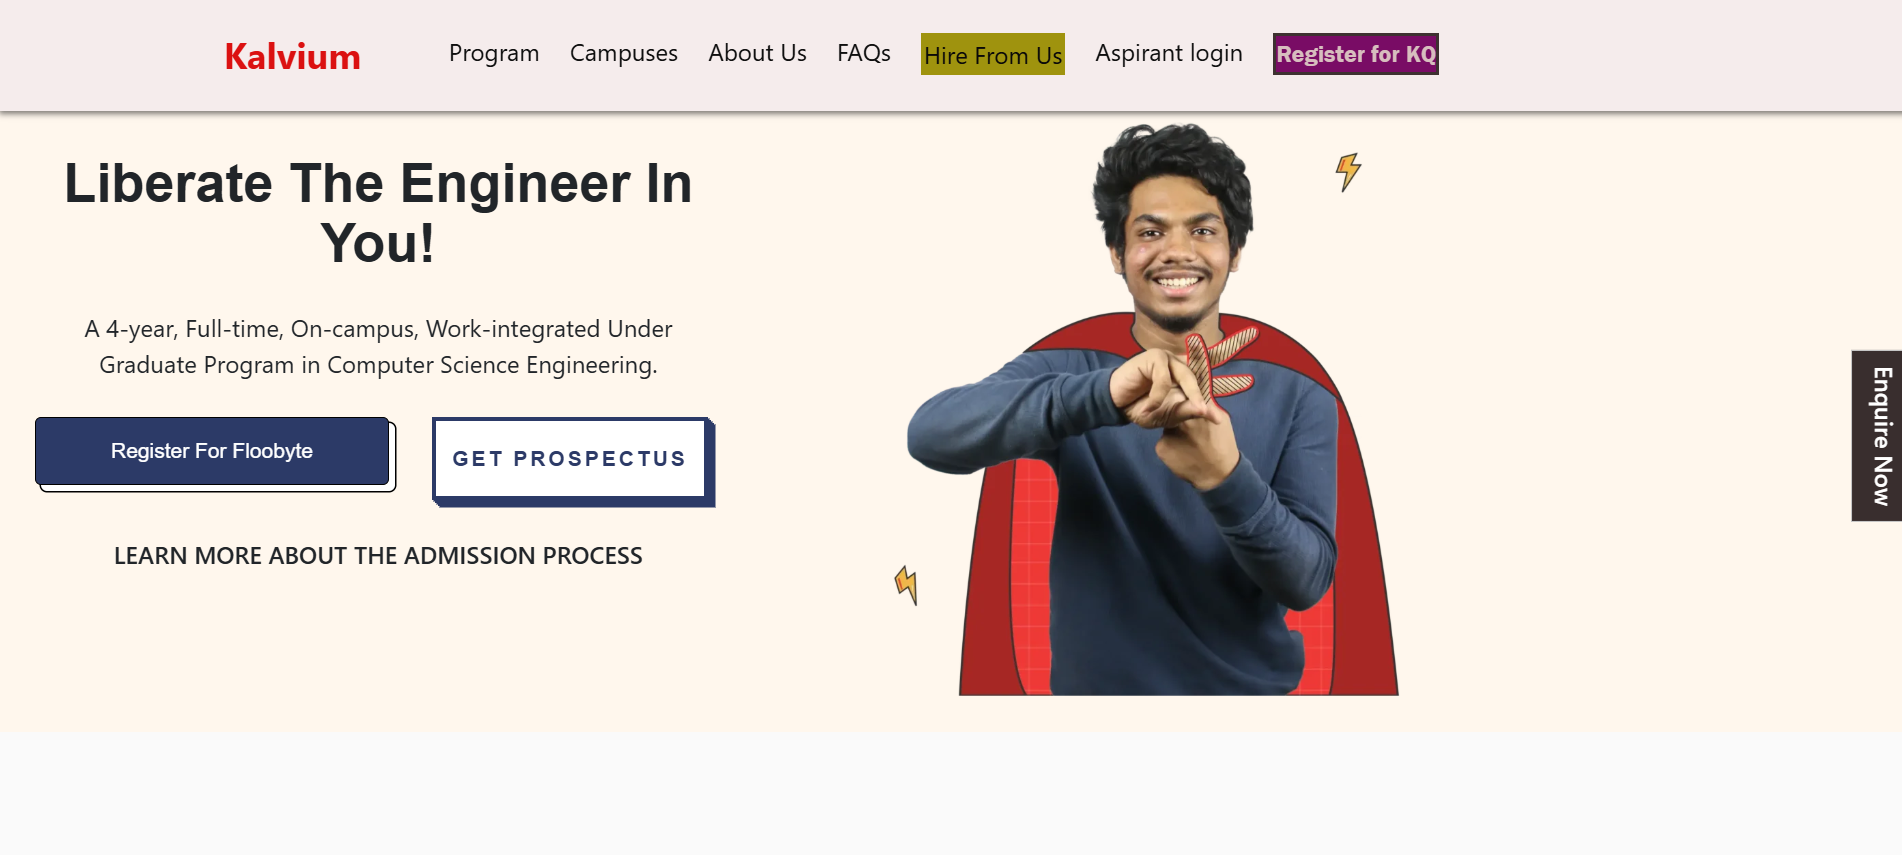 Kalvium
Program
Campuses
About Us
FAQs
Hire From Us
Aspirant login
Register for KQ
Liberate The Engineer In
You!
A 4-year, Full-time, On-campus, Work-integrated Under
Graduate Program in Computer Science Engineering.
Register For Floobyte
GET PROSPECTUS
LEARN MORE ABOUT THE ADMISSION PROCESS
Enquire Now